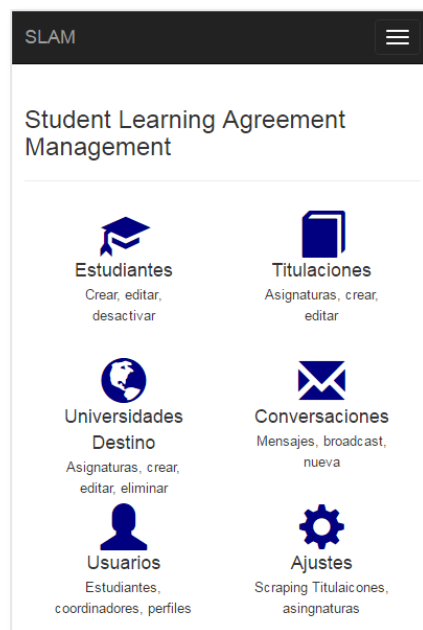 SLAM
Student Learning Agreement
Management
Estudiantes
Crear, editar,
desactivar
Titulaciones
Asignaturas, crear,
editar
Universidades
Destino
Asignaturas, crear,
editar, eliminar
Conversaciones
Mensajes, broadcast,
nueva
Usuarios
Estudiantes,
coordinadores, perfiles
Ajustes
Scraping Titulaicones,
asingnaturas